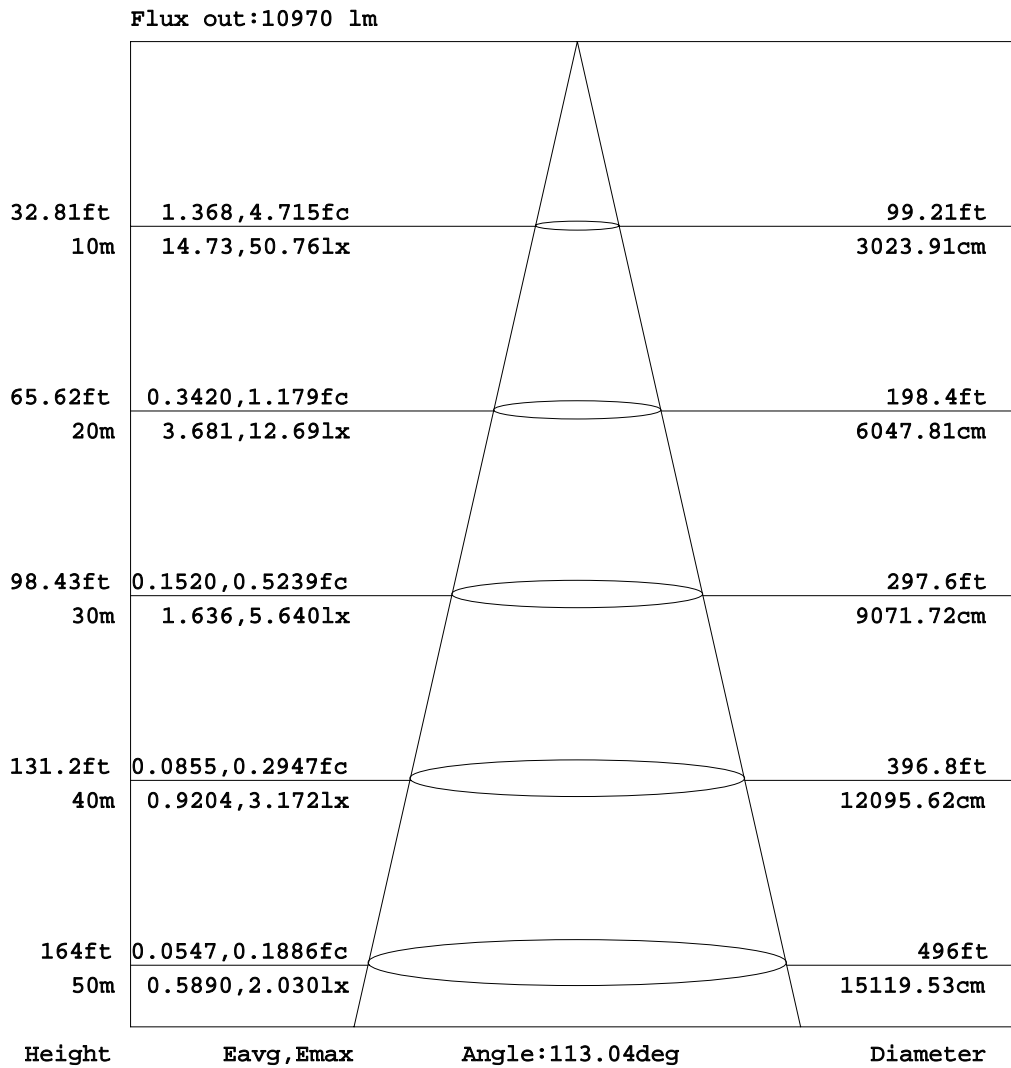 Flux out:10970 lm
32.81ft 1.368,4.715fc 99.21ft
10m 14.73,50.76lx 3023.91cm
65.62ft 0.3420,1.179fc 198.4ft
20m 3.681,12.69lx 6047.81cm
98.43ft 0.1520,0.5239fc 297.6ft
30m 1.636,5.640lx 9071.72cm
131.2ft 0.0855,0.2947fc 396.8ft
40m 0.9204,3.172lx 12095.62cm
164ft 0.0547,0.1886fc 496ft
50m 0.5890,2.030lx 15119.53cm
Height Eavg,Emax Angle:113.04deg Diameter